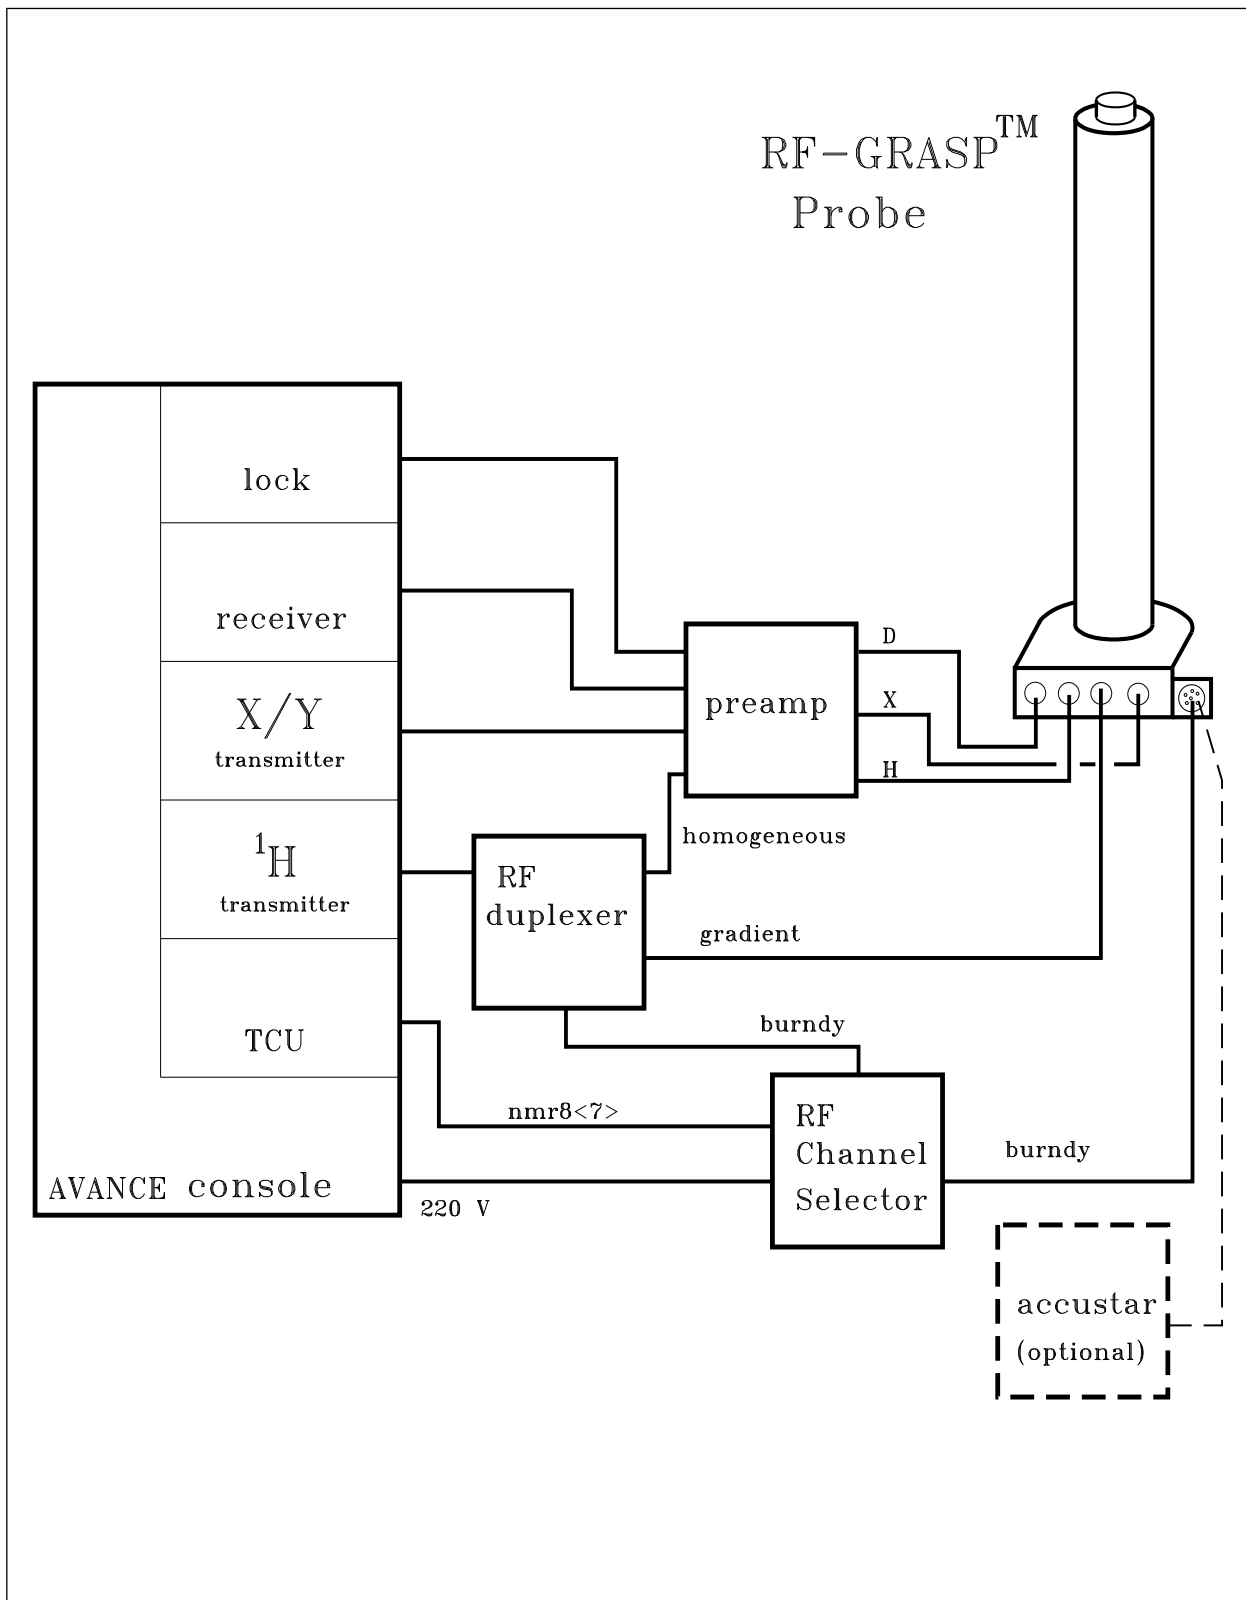 RF-GRASP™
Probe
lock
receiver
X/Y
transmitter
¹H
transmitter
TCU
AVANCE console
preamp
D
X
H
homogeneous
RF
duplexer
gradient
burndy
nmr8<7>
220 V
RF
Channel
Selector
burndy
accustar
(optional)